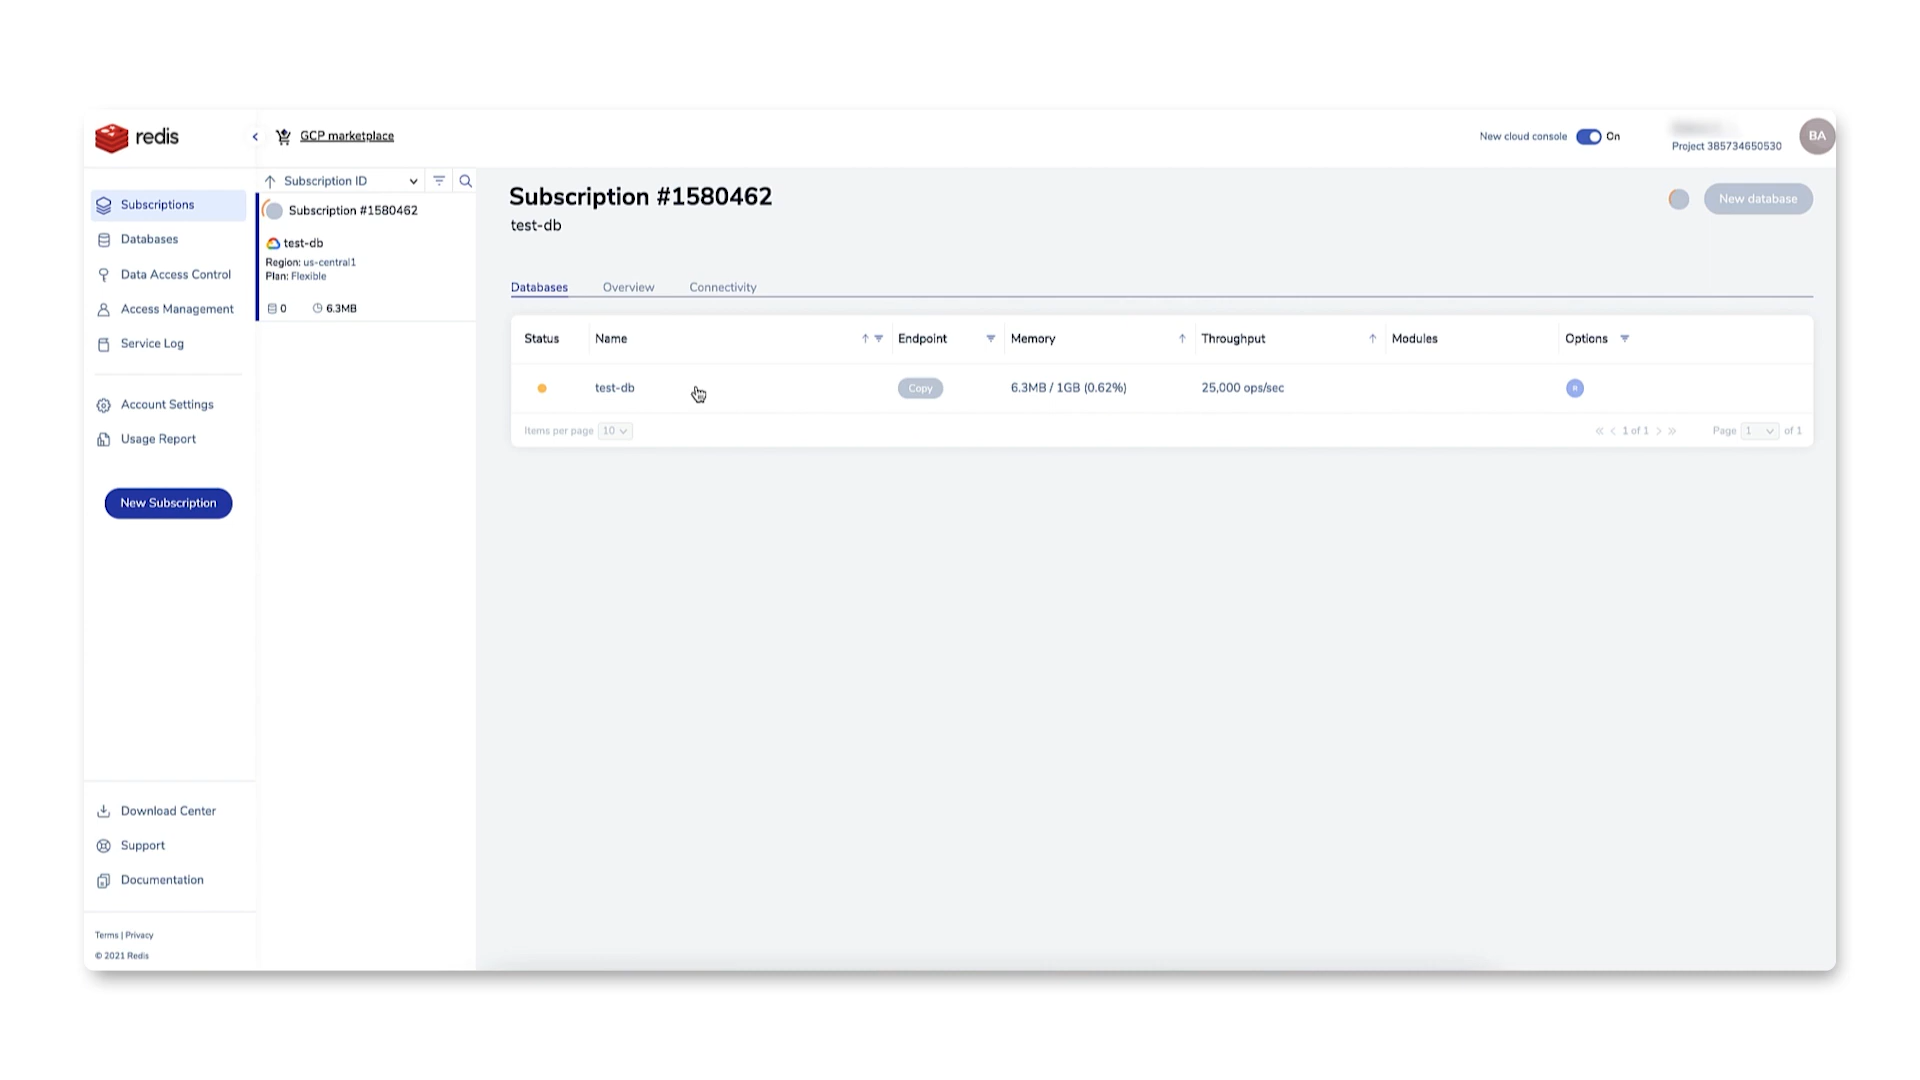 redis
GCP marketplace
New cloud console On
Project 385734650530
BA
Subscriptions
Databases
Data Access Control
Access Management
Service Log
Account Settings
Usage Report
New Subscription
Download Center
Support
Documentation
Terms | Privacy
© 2021 Redis
Subscription ID
Subscription #1580462
test-db
Region: us-central1
Plan: Flexible
0 6.3MB
Subscription #1580462
test-db
New database
Databases Overview Connectivity
Status Name Endpoint Memory Throughput Modules Options
test-db Copy 6.3MB / 1GB (0.62%) 25,000 ops/sec R
Items per page 10 « < 1 of 1 > » Page 1 of 1